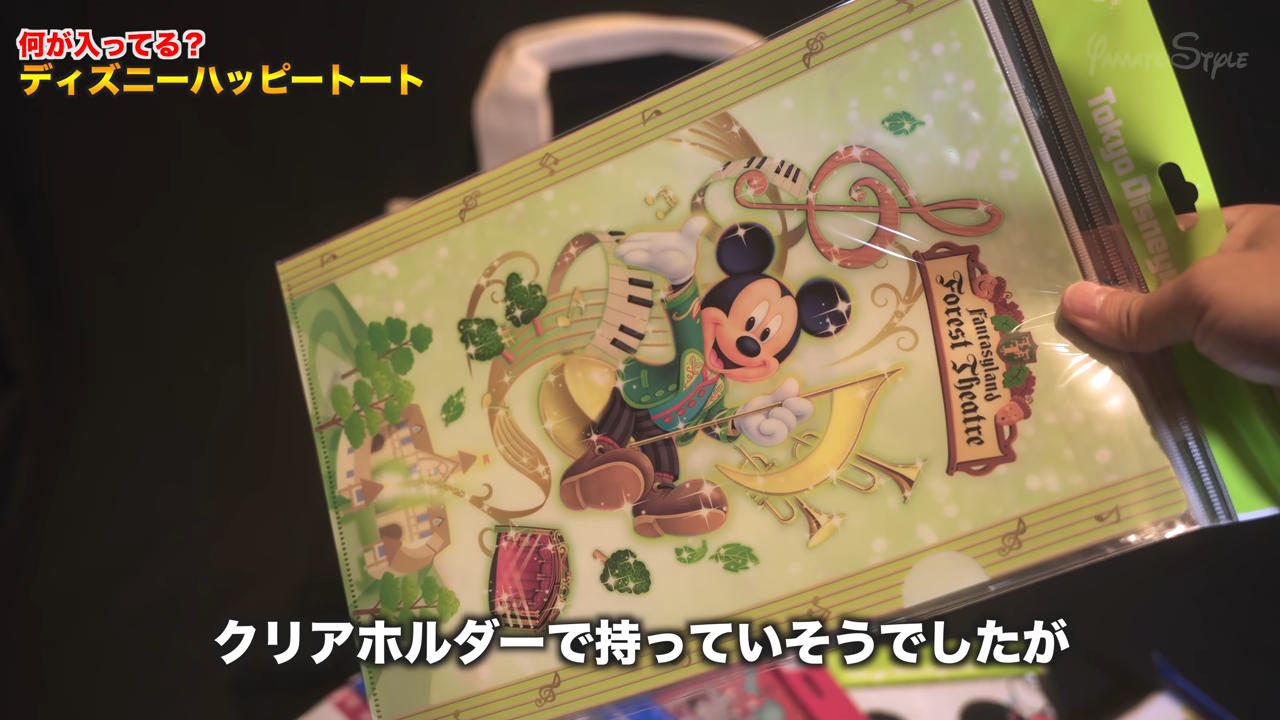 何が入ってる?
ディズニーハッピートート
YAMATO STYLE
Tokyo Disney
Fantasyland
Forest Theatre
クリアホルダーで持っていそうでしたが